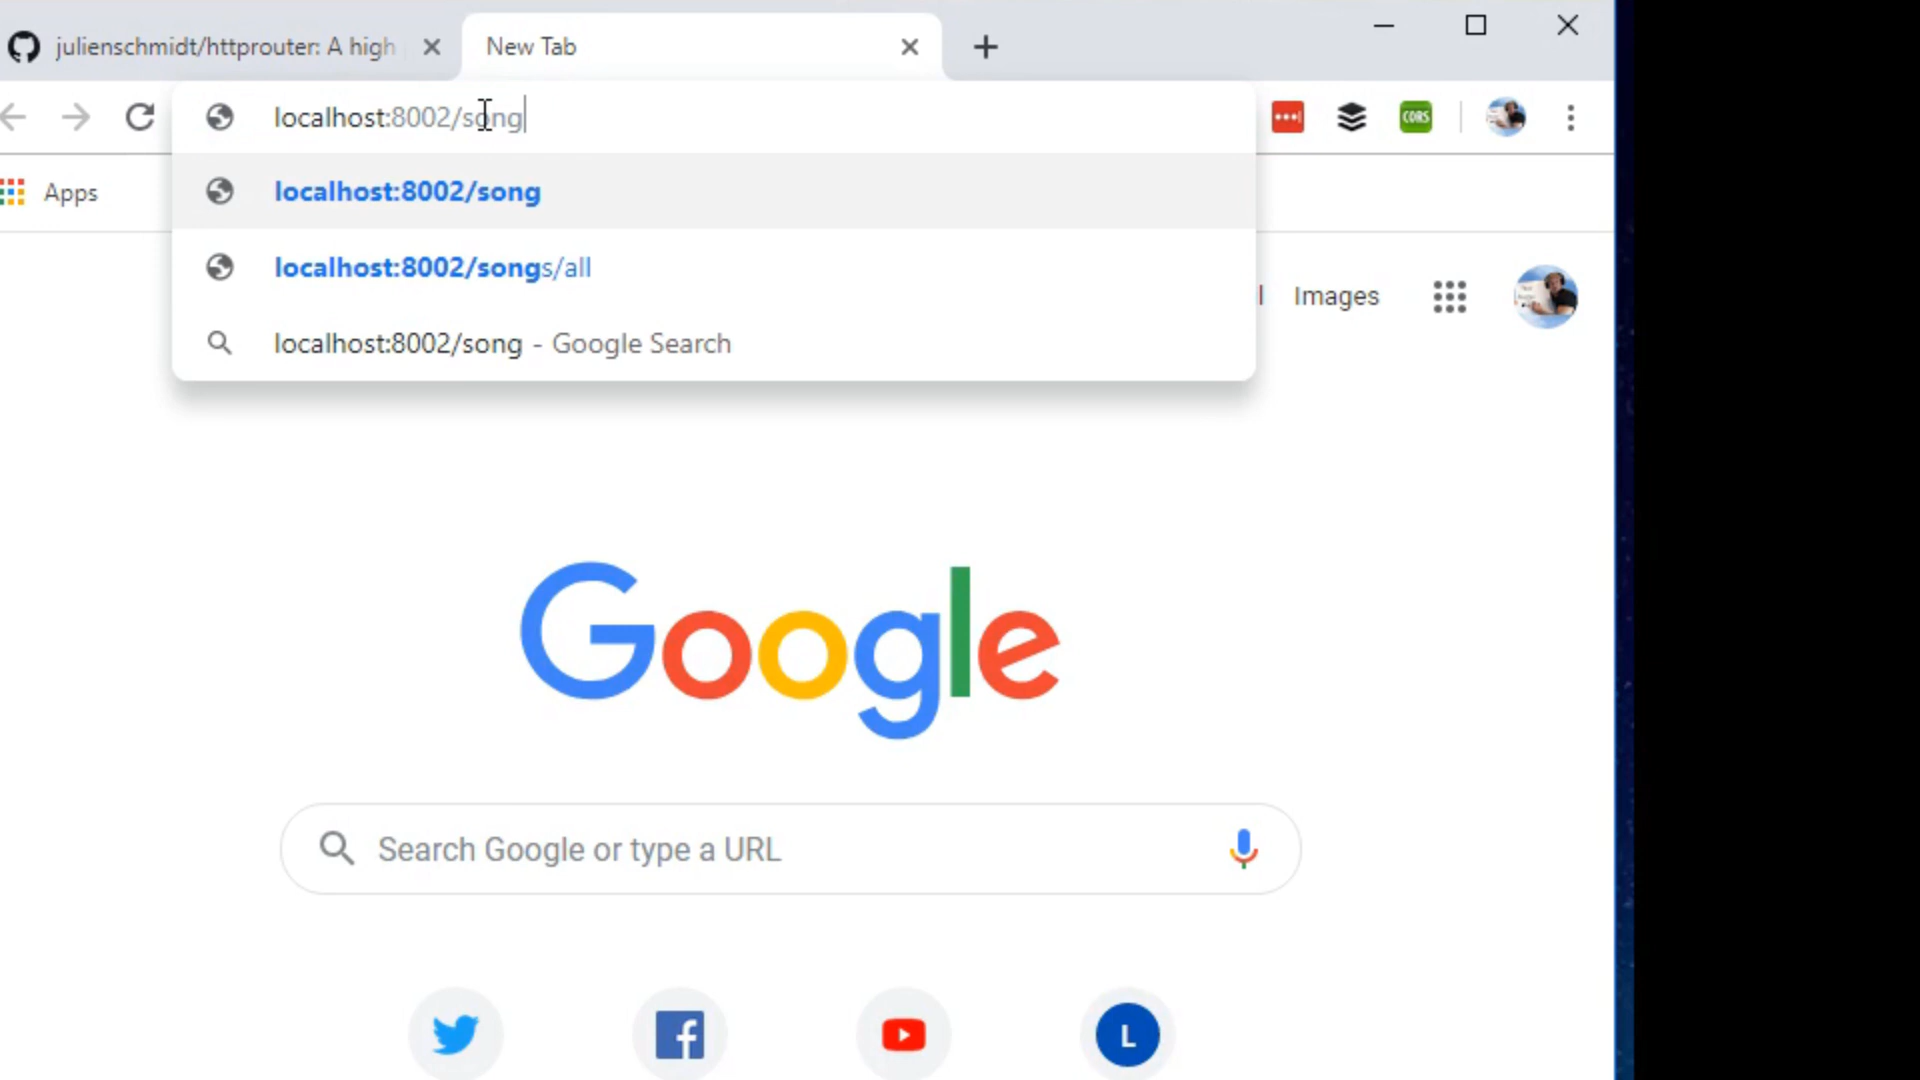 julienschmidt/httprouter: A high
New Tab
localhost:8002/song
CORS
localhost:8002/song
Apps
localhost:8002/songs/all
Images
localhost:8002/song - Google Search
Google
Search Google or type a URL
L